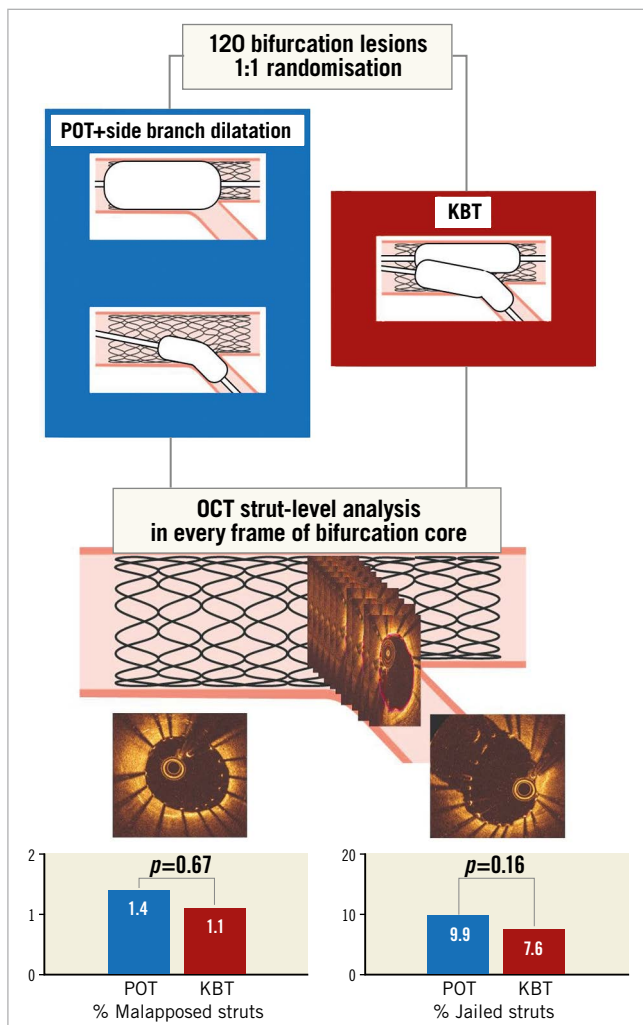 120 bifurcation lesions
1:1 randomisation
POT+side branch dilatation
KBT
OCT strut-level analysis
in every frame of bifurcation core
2
1
0
p=0.67
1.4
1.1
POT
KBT
% Malapposed struts
20
10
0
p=0.16
9.9
7.6
POT
KBT
% Jailed struts